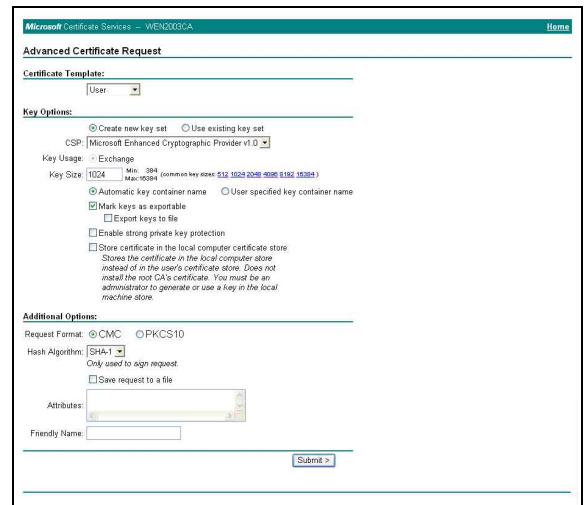 Microsoft Certificate Services -- WEN2003CA Home
Advanced Certificate Request
Certificate Template:
User
Key Options:
Create new key set Use existing key set
CSP: Microsoft Enhanced Cryptographic Provider v1.0
Key Usage: Exchange
Key Size: 1024 Min: 384 Max:16384 (common key sizes: 512 1024 2048 4096 8192 16384 )
Automatic key container name User specified key container name
Mark keys as exportable
Export keys to file
Enable strong private key protection
Store certificate in the local computer certificate store
Stores the certificate in the local computer store
instead of in the user's certificate store. Does not
install the root CA's certificate. You must be an
administrator to generate or use a key in the local
machine store.
Additional Options:
Request Format: CMC PKCS10
Hash Algorithm: SHA-1
Only used to sign request.
Save request to a file
Attributes:
Friendly Name:
Submit >